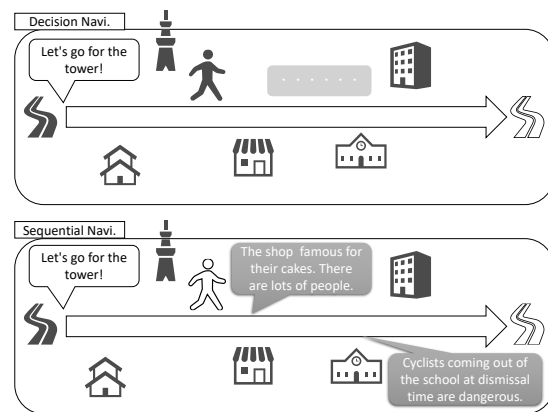 Decision Navi.
Let's go for the
tower!
. . . . . .
Sequential Navi.
Let's go for the
tower!
The shop famous for
their cakes. There
are lots of people.
Cyclists coming out of
the school at dismissal
time are dangerous.